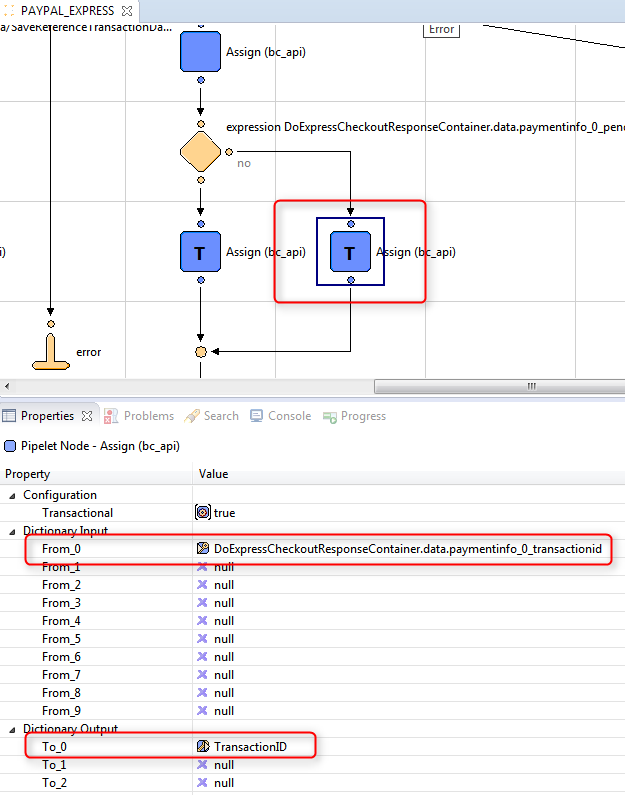 PAYPAL_EXPRESS
a/SaveReferenceTransactionDa...
Error
Assign (bc_api)
expression DoExpressCheckoutResponseContainer.data.paymentinfo_0_pen
no
i)
T
Assign (bc_api)
T
Assign (bc_api)
error
Properties
Problems
Search
Console
Progress
Pipelet Node - Assign (bc_api)
Property Value
Configuration
Transactional true
Dictionary Input
From_0 DoExpressCheckoutResponseContainer.data.paymentinfo_0_transactionid
From_1 null
From_2 null
From_3 null
From_4 null
From_5 null
From_6 null
From_7 null
From_8 null
From_9 null
Dictionary Output
To_0 TransactionID
To_1 null
To_2 null